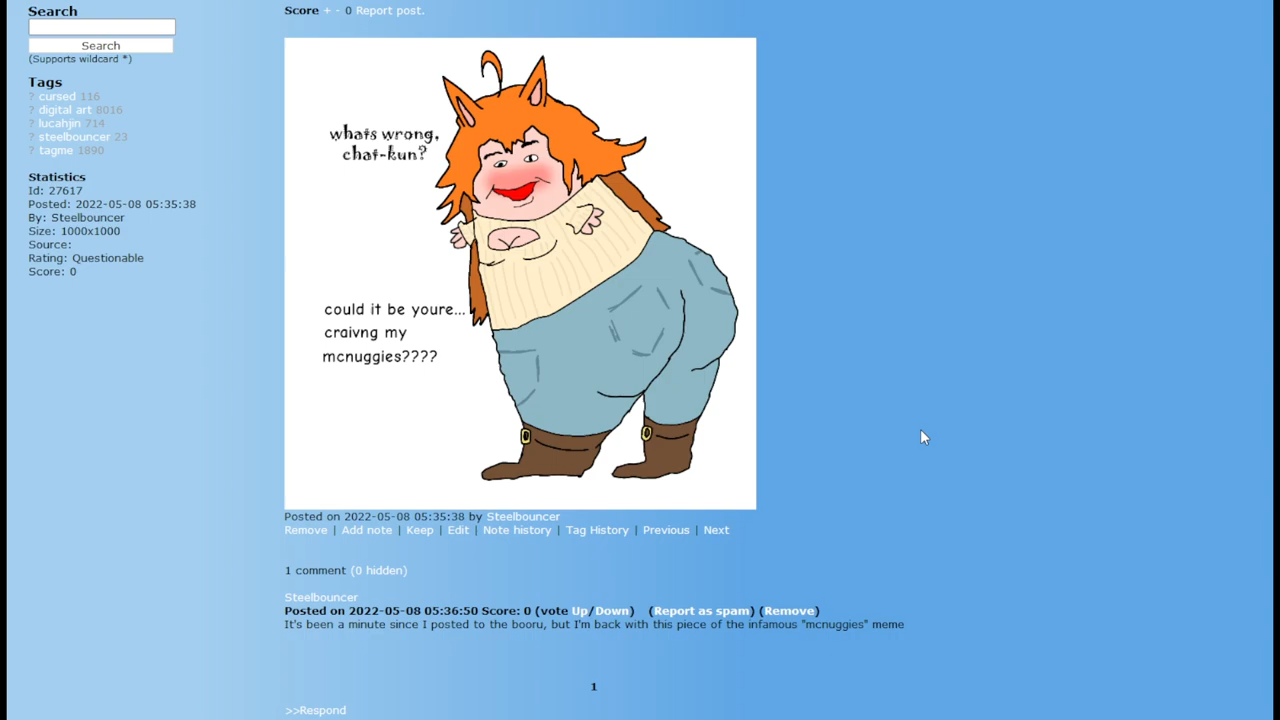 Search
Search
(Supports wildcard *)
Tags
? cursed 116
? digital art 8016
? lucahjin 714
? steelbouncer 23
? tagme 1890
Statistics
Id: 27617
Posted: 2022-05-08 05:35:38
By: Steelbouncer
Size: 1000x1000
Source:
Rating: Questionable
Score: 0
Score + - 0 Report post.
whats wrong,
chat-kun?
could it be youre...
craivng my
mcnuggies????
Posted on 2022-05-08 05:35:38 by Steelbouncer
Remove | Add note | Keep | Edit | Note history | Tag History | Previous | Next
1 comment (0 hidden)
Steelbouncer
Posted on 2022-05-08 05:36:50 Score: 0 (vote Up/Down) (Report as spam) (Remove)
It's been a minute since I posted to the booru, but I'm back with this piece of the infamous "mcnuggies" meme
1
>>Respond